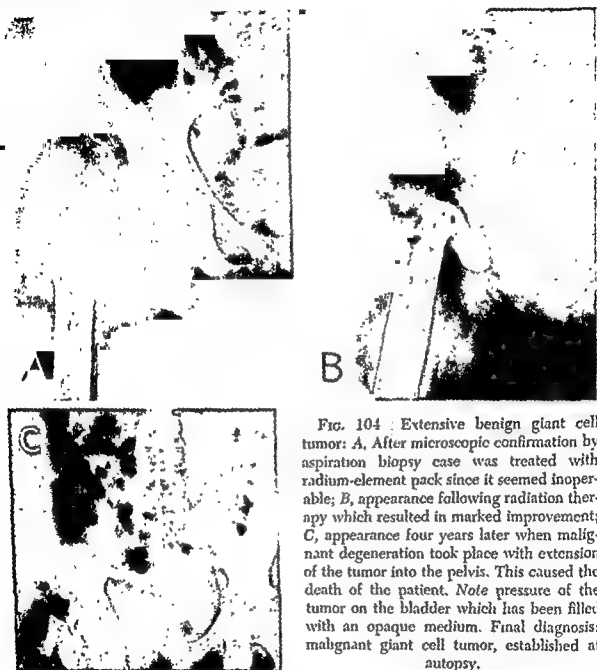 A
B
C
FIG. 104 : Extensive benign giant cell
tumor: A, After microscopic confirmation by
aspiration biopsy case was treated with
radium-element pack since it seemed inoper-
able; B, appearance following radiation ther-
apy which resulted in marked improvement;
C, appearance four years later when malig-
nant degeneration took place with extension
of the tumor into the pelvis. This caused the
death of the patient. Note pressure of the
tumor on the bladder which has been filled
with an opaque medium. Final diagnosis:
malignant giant cell tumor, established at
autopsy.